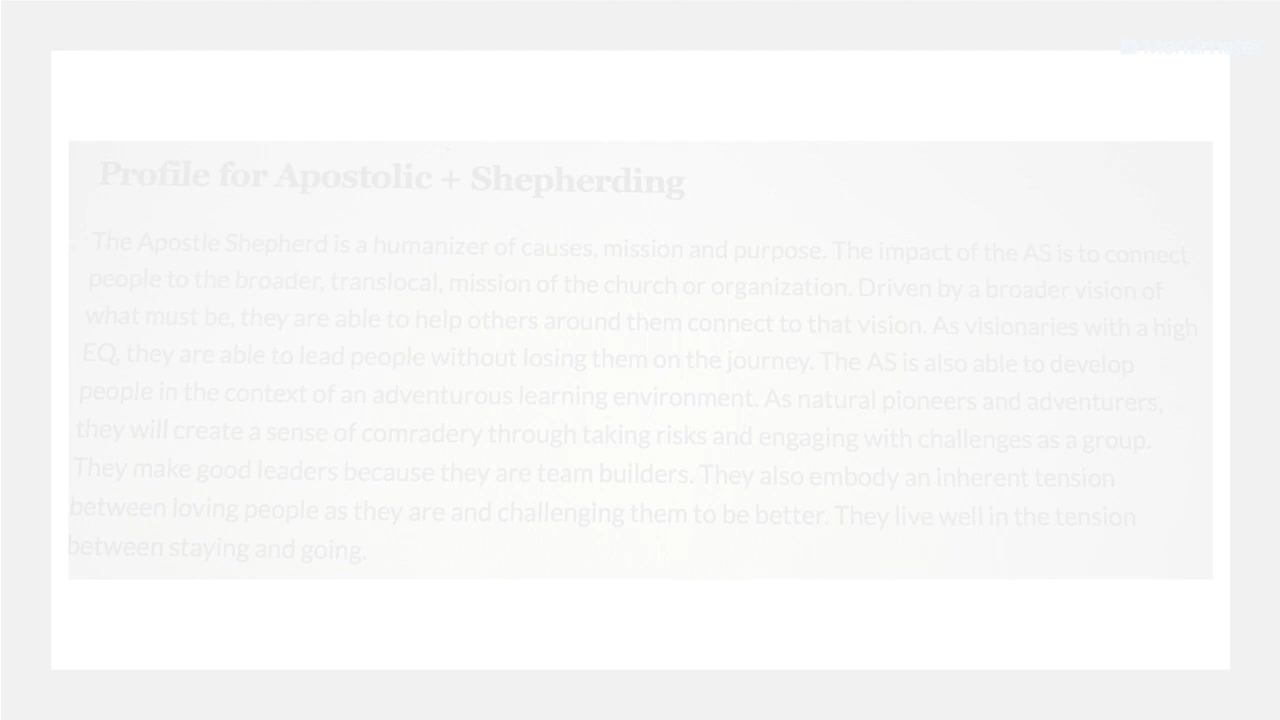 Mentimeter
Profile for Apostolic + Shepherding
The Apostle Shepherd is a humanizer of causes, mission and purpose. The impact of the AS is to connect
people to the broader, translocal, mission of the church or organization. Driven by a broader vision of
what must be, they are able to help others around them connect to that vision. As visionaries with a high
EQ, they are able to lead people without losing them on the journey. The AS is also able to develop
people in the context of an adventurous learning environment. As natural pioneers and adventurers,
they will create a sense of comradery through taking risks and engaging with challenges as a group.
They make good leaders because they are team builders. They also embody an inherent tension
between loving people as they are and challenging them to be better. They live well in the tension
between staying and going.